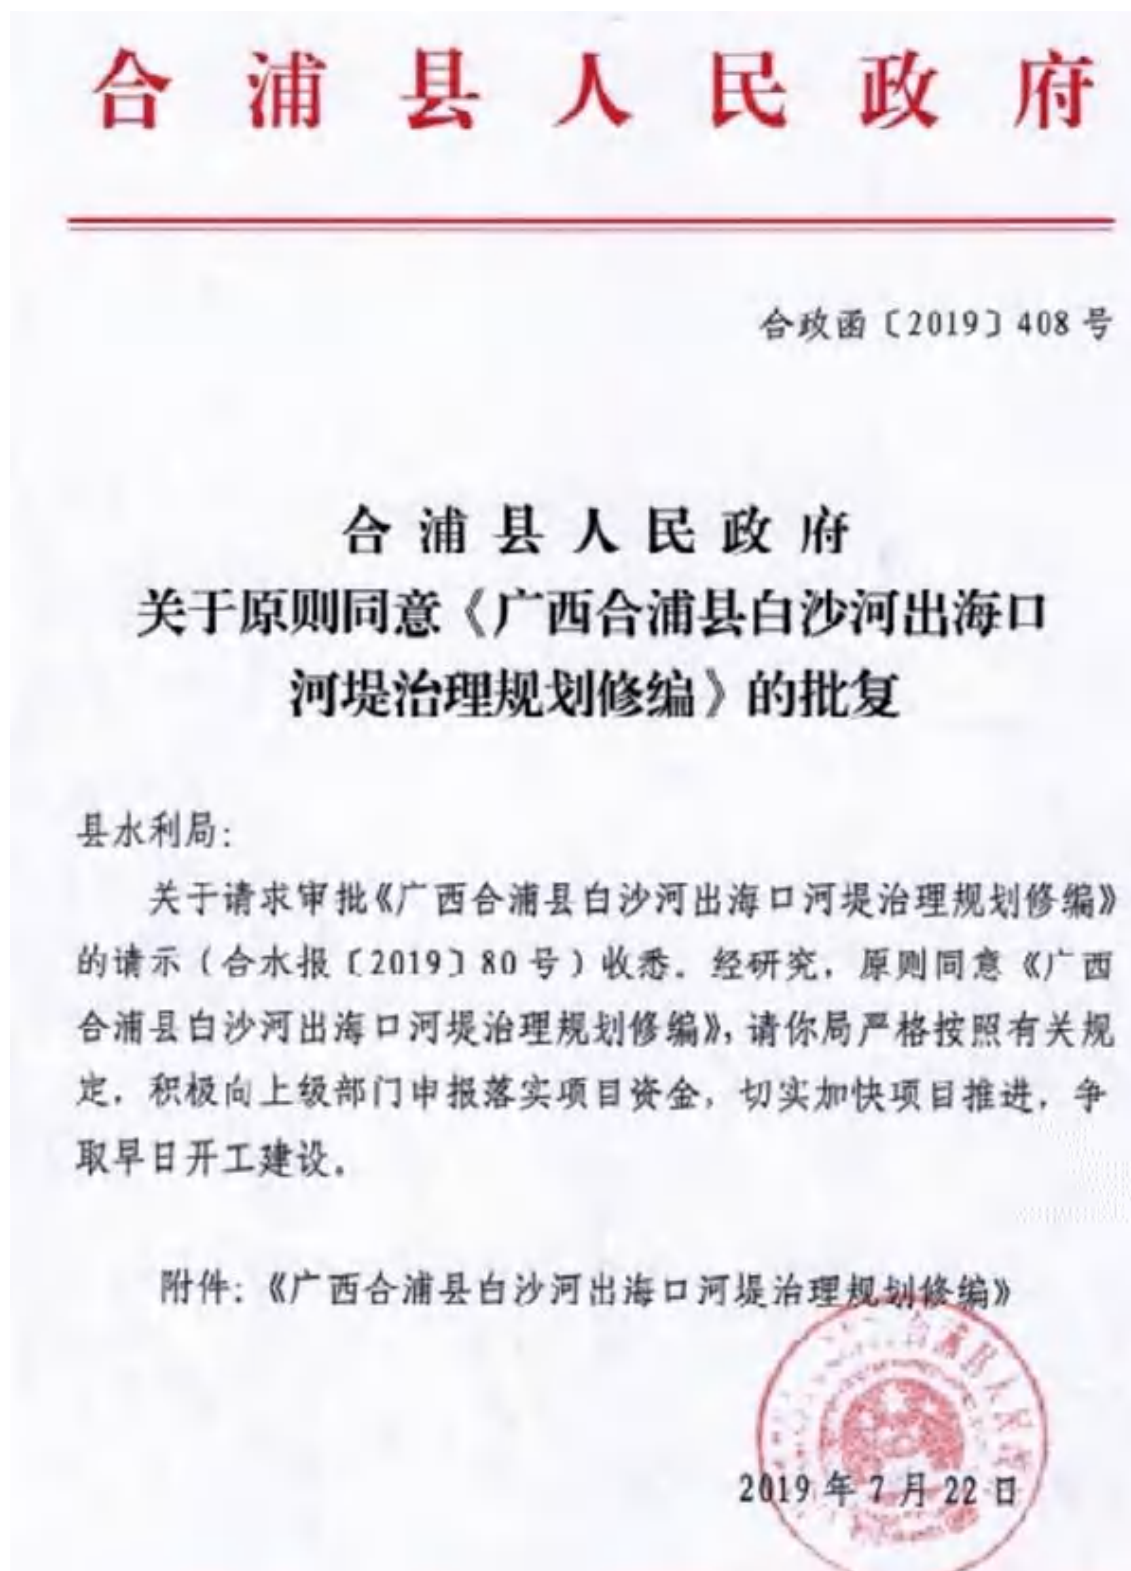 合浦县人民政府
合政函〔2019〕408号
合浦县人民政府
关于原则同意《广西合浦县白沙河出海口
河堤治理规划修编》的批复
县水利局：
关于请求审批《广西合浦县白沙河出海口河堤治理规划修编》
的请示（合水报〔2019〕80号）收悉。经研究，原则同意《广西
合浦县白沙河出海口河堤治理规划修编》，请你局严格按照有关规
定，积极向上级部门申报落实项目资金，切实加快项目推进，争
取早日开工建设。
附件：《广西合浦县白沙河出海口河堤治理规划修编》
2019年7月22日